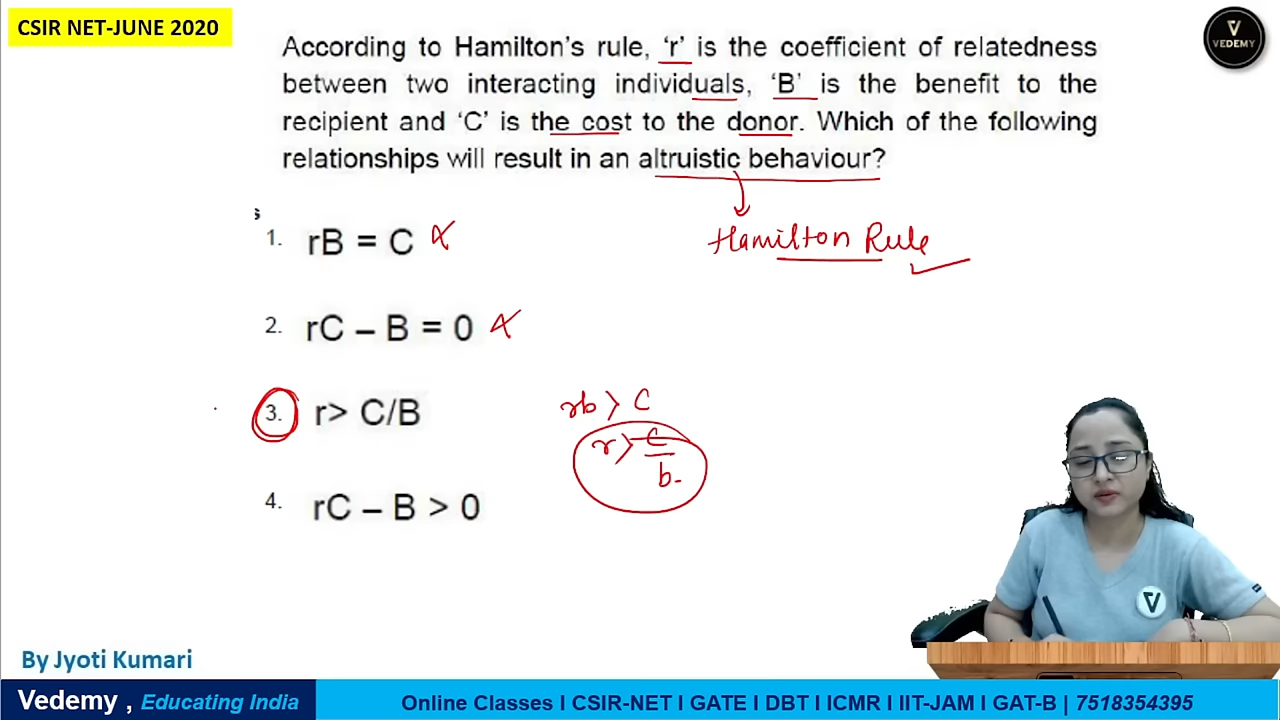 CSIR NET-JUNE 2020
VEDEMY
According to Hamilton's rule, 'r' is the coefficient of relatedness
between two interacting individuals, 'B' is the benefit to the
recipient and 'C' is the cost to the donor. Which of the following
relationships will result in an altruistic behaviour?
s
Hamilton Rule
1. rB = C
2. rC – B = 0
3. r> C/B
rb > C
r > C
b
4. rC – B > 0
By Jyoti Kumari
Vedemy , Educating India
Online Classes I CSIR-NET I GATE I DBT I ICMR I IIT-JAM I GAT-B | 7518354395